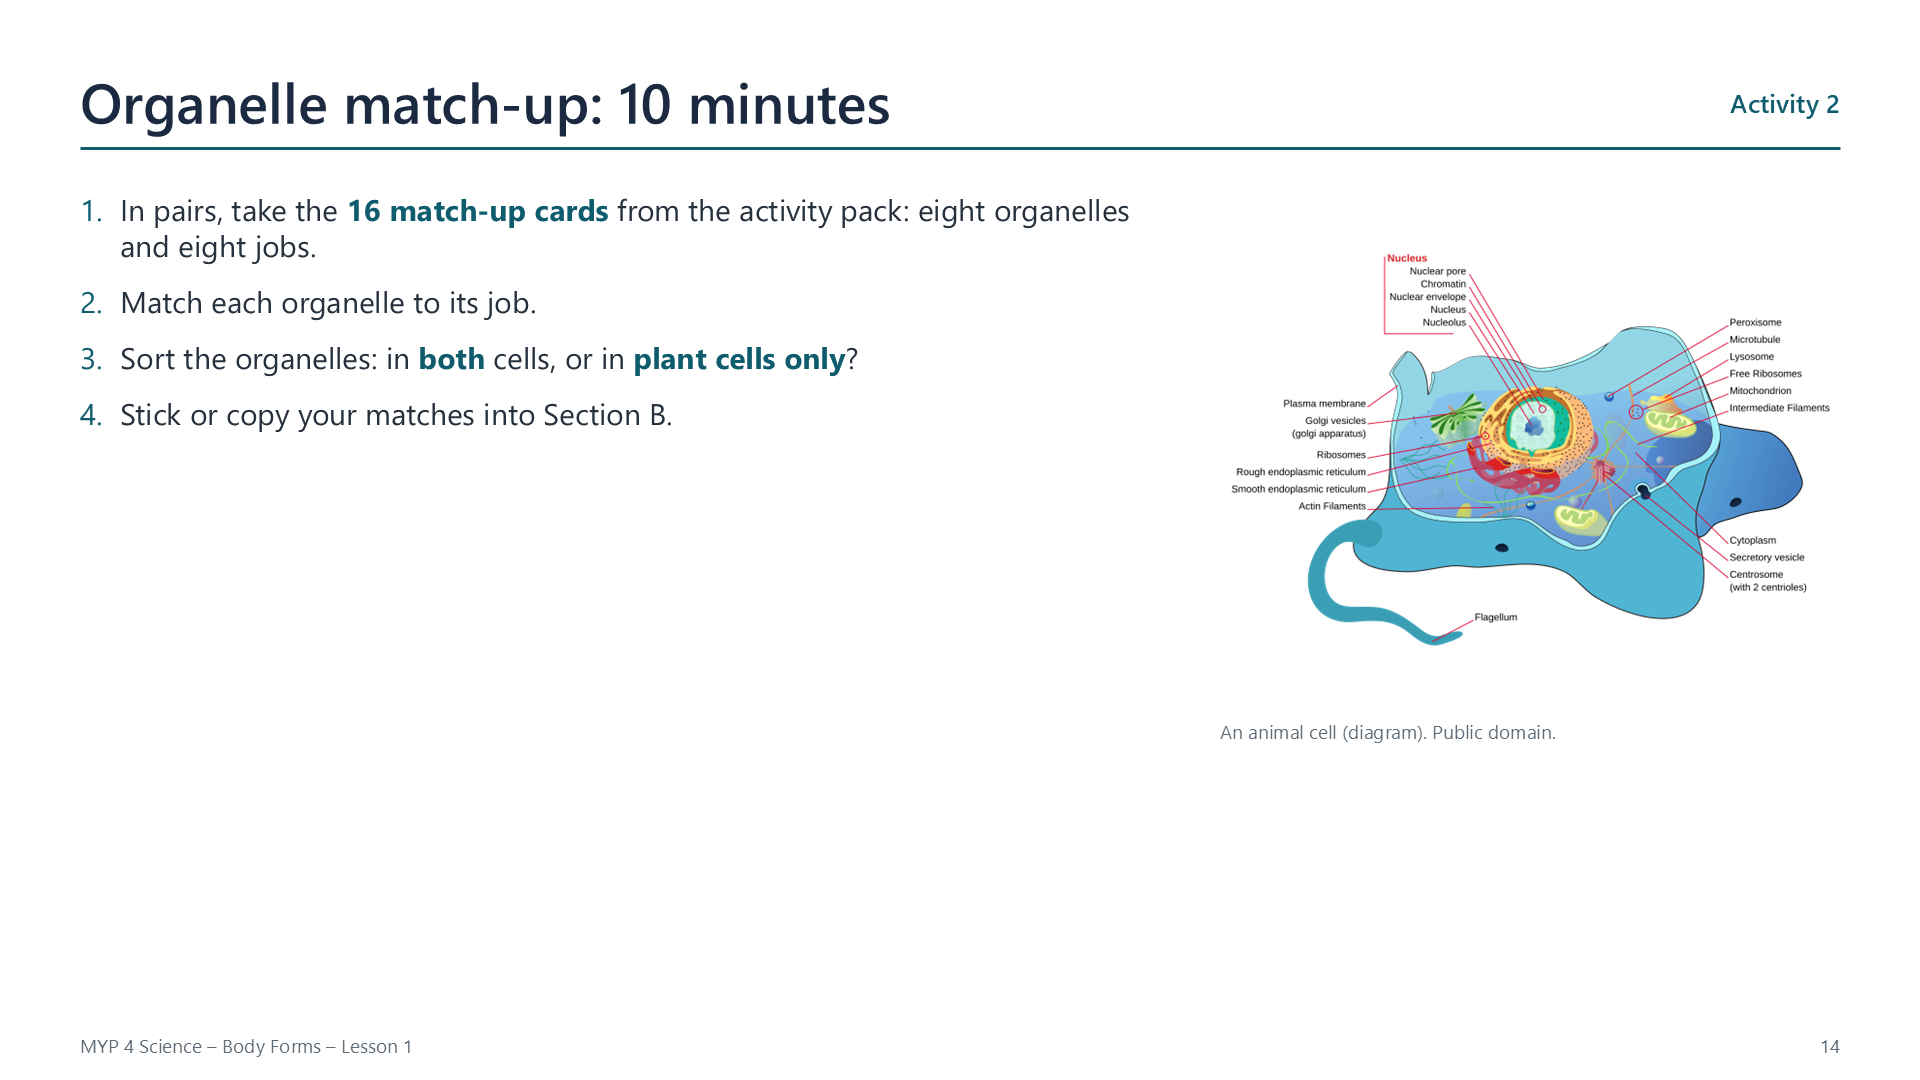 Organelle match-up: 10 minutes
Activity 2
1. In pairs, take the 16 match-up cards from the activity pack: eight organelles
and eight jobs.
2. Match each organelle to its job.
3. Sort the organelles: in both cells, or in plant cells only?
4. Stick or copy your matches into Section B.
Nucleus
Nuclear pore
Chromatin
Nuclear envelope
Nucleus
Nucleolus
Plasma membrane
Golgi vesicles
(golgi apparatus)
Ribosomes
Rough endoplasmic reticulum
Smooth endoplasmic reticulum
Actin Filaments
Peroxisome
Microtubule
Lysosome
Free Ribosomes
Mitochondrion
Intermediate Filaments
Cytoplasm
Secretory vesicle
Centrosome
(with 2 centrioles)
Flagellum
An animal cell (diagram). Public domain.
MYP 4 Science – Body Forms – Lesson 1
14